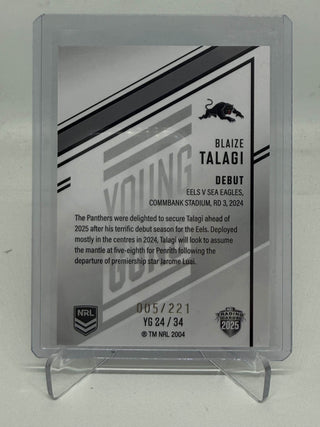 BLAIZE
TALAGI
DEBUT
EELS V SEA EAGLES,
COMMBANK STADIUM, RD 3, 2024
YOUNG
The Panthers were delighted to secure Talagi ahead of
2025 after his terrific debut season for the Eels. Deployed
mostly in the centres in 2024, Talagi will look to assume
the mantle at five-eighth for Penrith following the
departure of premiership star Jarome Luai.
005/221
YG 24 / 34
® TM NRL 2004
NRL
2025